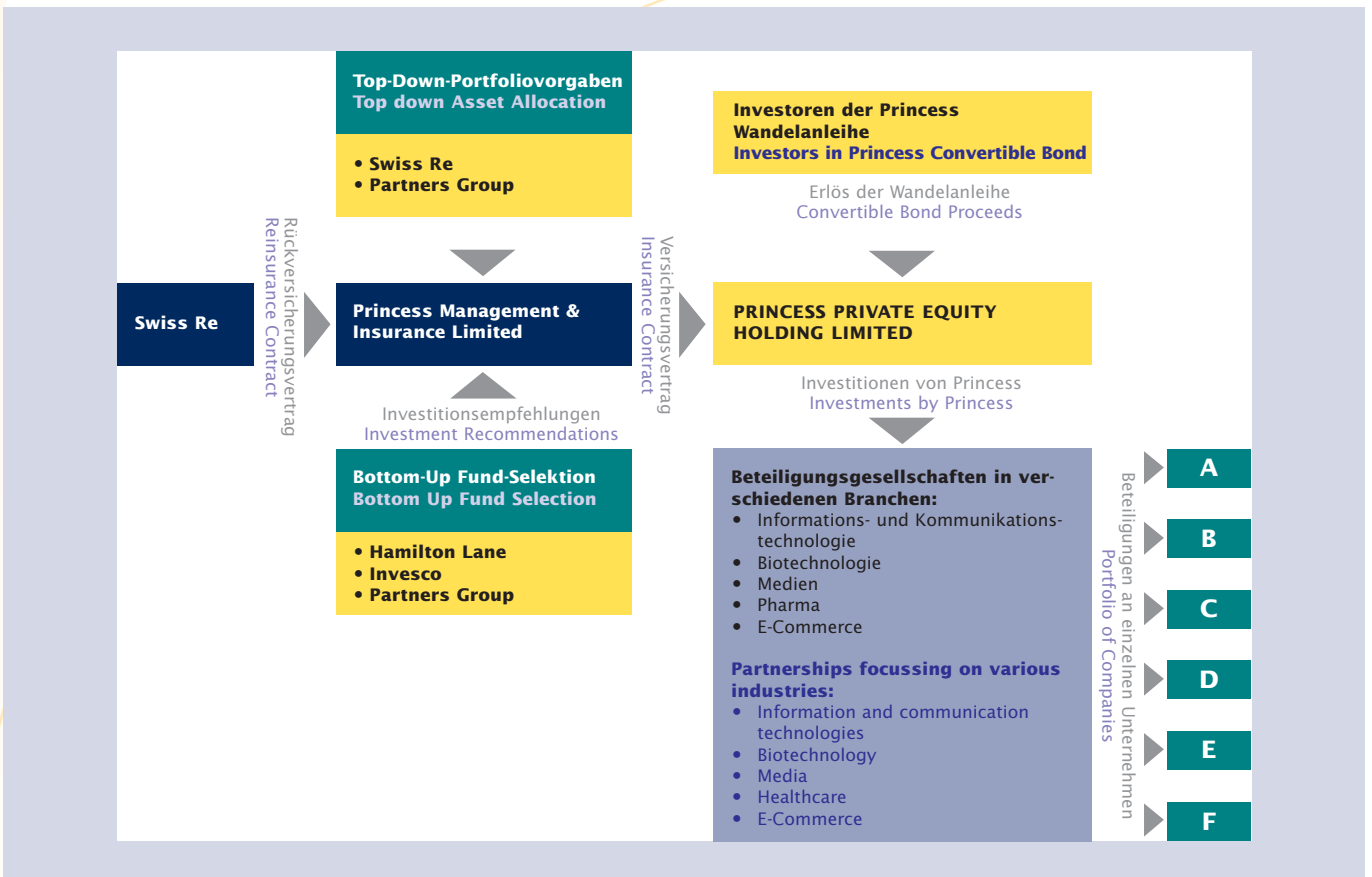 Top-Down-Portfoliovorgaben
Top down Asset Allocation
• Swiss Re
• Partners Group
Investoren der Princess
Wandelanleihe
Investors in Princess Convertible Bond
Erlös der Wandelanleihe
Convertible Bond Proceeds
Swiss Re
Rückversicherungsvertrag
Reinsurance Contract
Princess Management &
Insurance Limited
Versicherungsvertrag
Insurance Contract
PRINCESS PRIVATE EQUITY
HOLDING LIMITED
Investitionsempfehlungen
Investment Recommendations
Investitionen von Princess
Investments by Princess
Bottom-Up Fund-Selektion
Bottom Up Fund Selection
• Hamilton Lane
• Invesco
• Partners Group
Beteiligungsgesellschaften in ver-
schiedenen Branchen:
• Informations- und Kommunikations-
technologie
• Biotechnologie
• Medien
• Pharma
• E-Commerce
Partnerships focussing on various
industries:
• Information and communication
technologies
• Biotechnology
• Media
• Healthcare
• E-Commerce
Beteiligungen an einzelnen Unternehmen
Portfolio of Companies
A
B
C
D
E
F